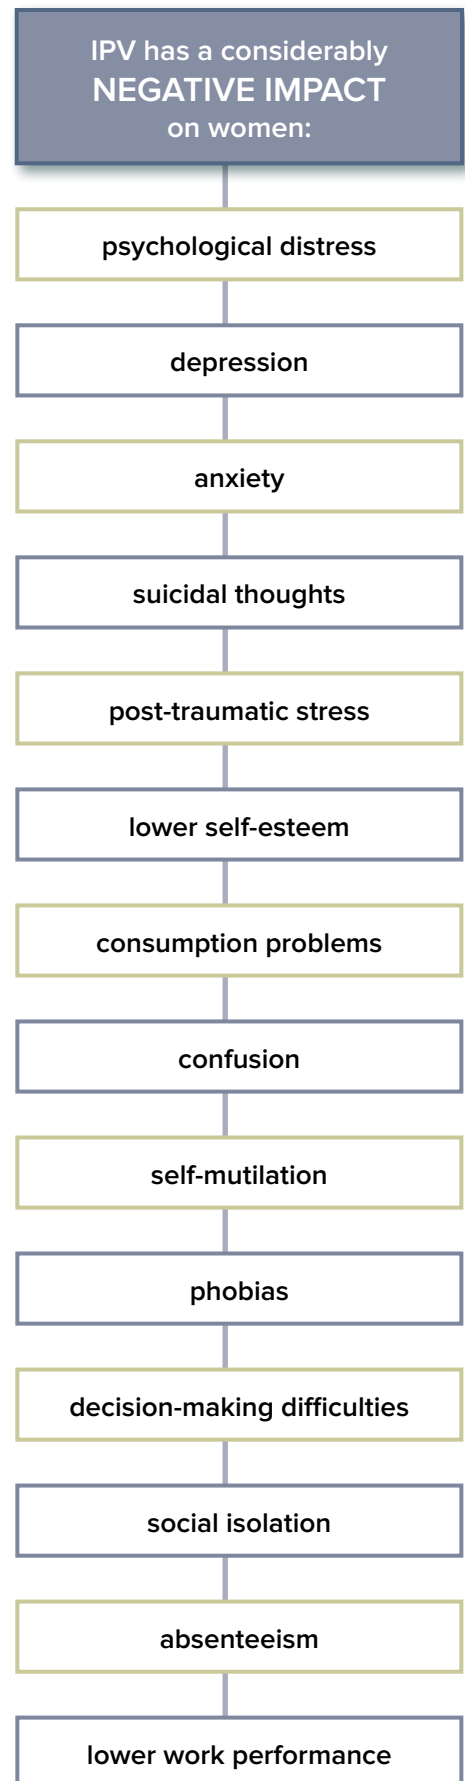 IPV has a considerably
NEGATIVE IMPACT
on women:
psychological distress
depression
anxiety
suicidal thoughts
post-traumatic stress
lower self-esteem
consumption problems
confusion
self-mutilation
phobias
decision-making difficulties
social isolation
absenteeism
lower work performance